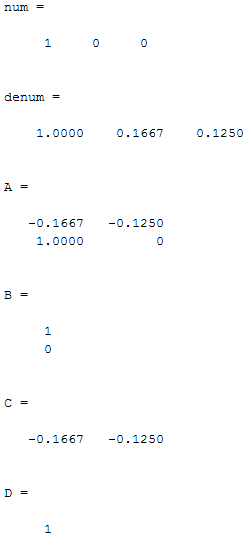 num =
1 0 0
denum =
1.0000 0.1667 0.1250
A =
-0.1667 -0.1250
1.0000 0
B =
1
0
C =
-0.1667 -0.1250
D =
1